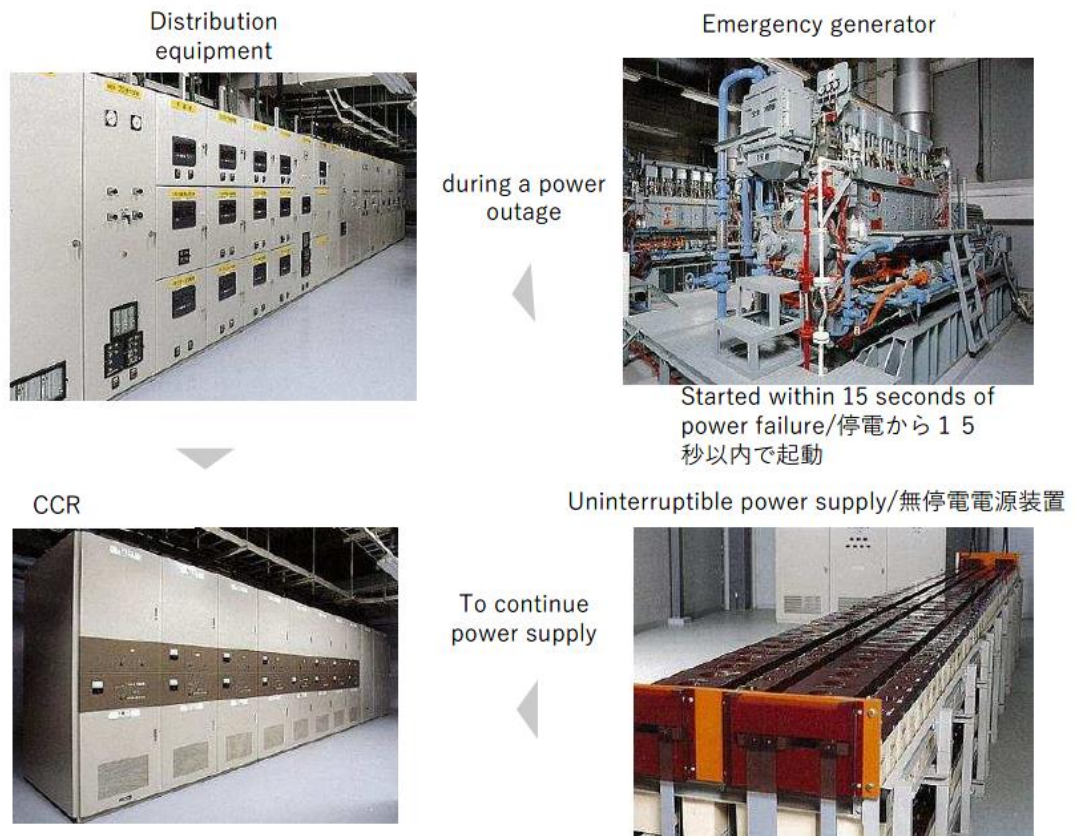 Distribution
equipment
Emergency generator
during a power
outage
Started within 15 seconds of
power failure/停電から１５
秒以内で起動
CCR
Uninterruptible power supply/無停電電源装置
To continue
power supply